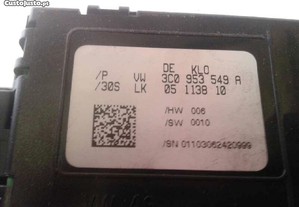 CustoJusto.pt
DE KLO
/P VW 3C0 953 549 A
/30S LK 05 1138 10
/HW 006
/SW 0010
/SN 01103062420999